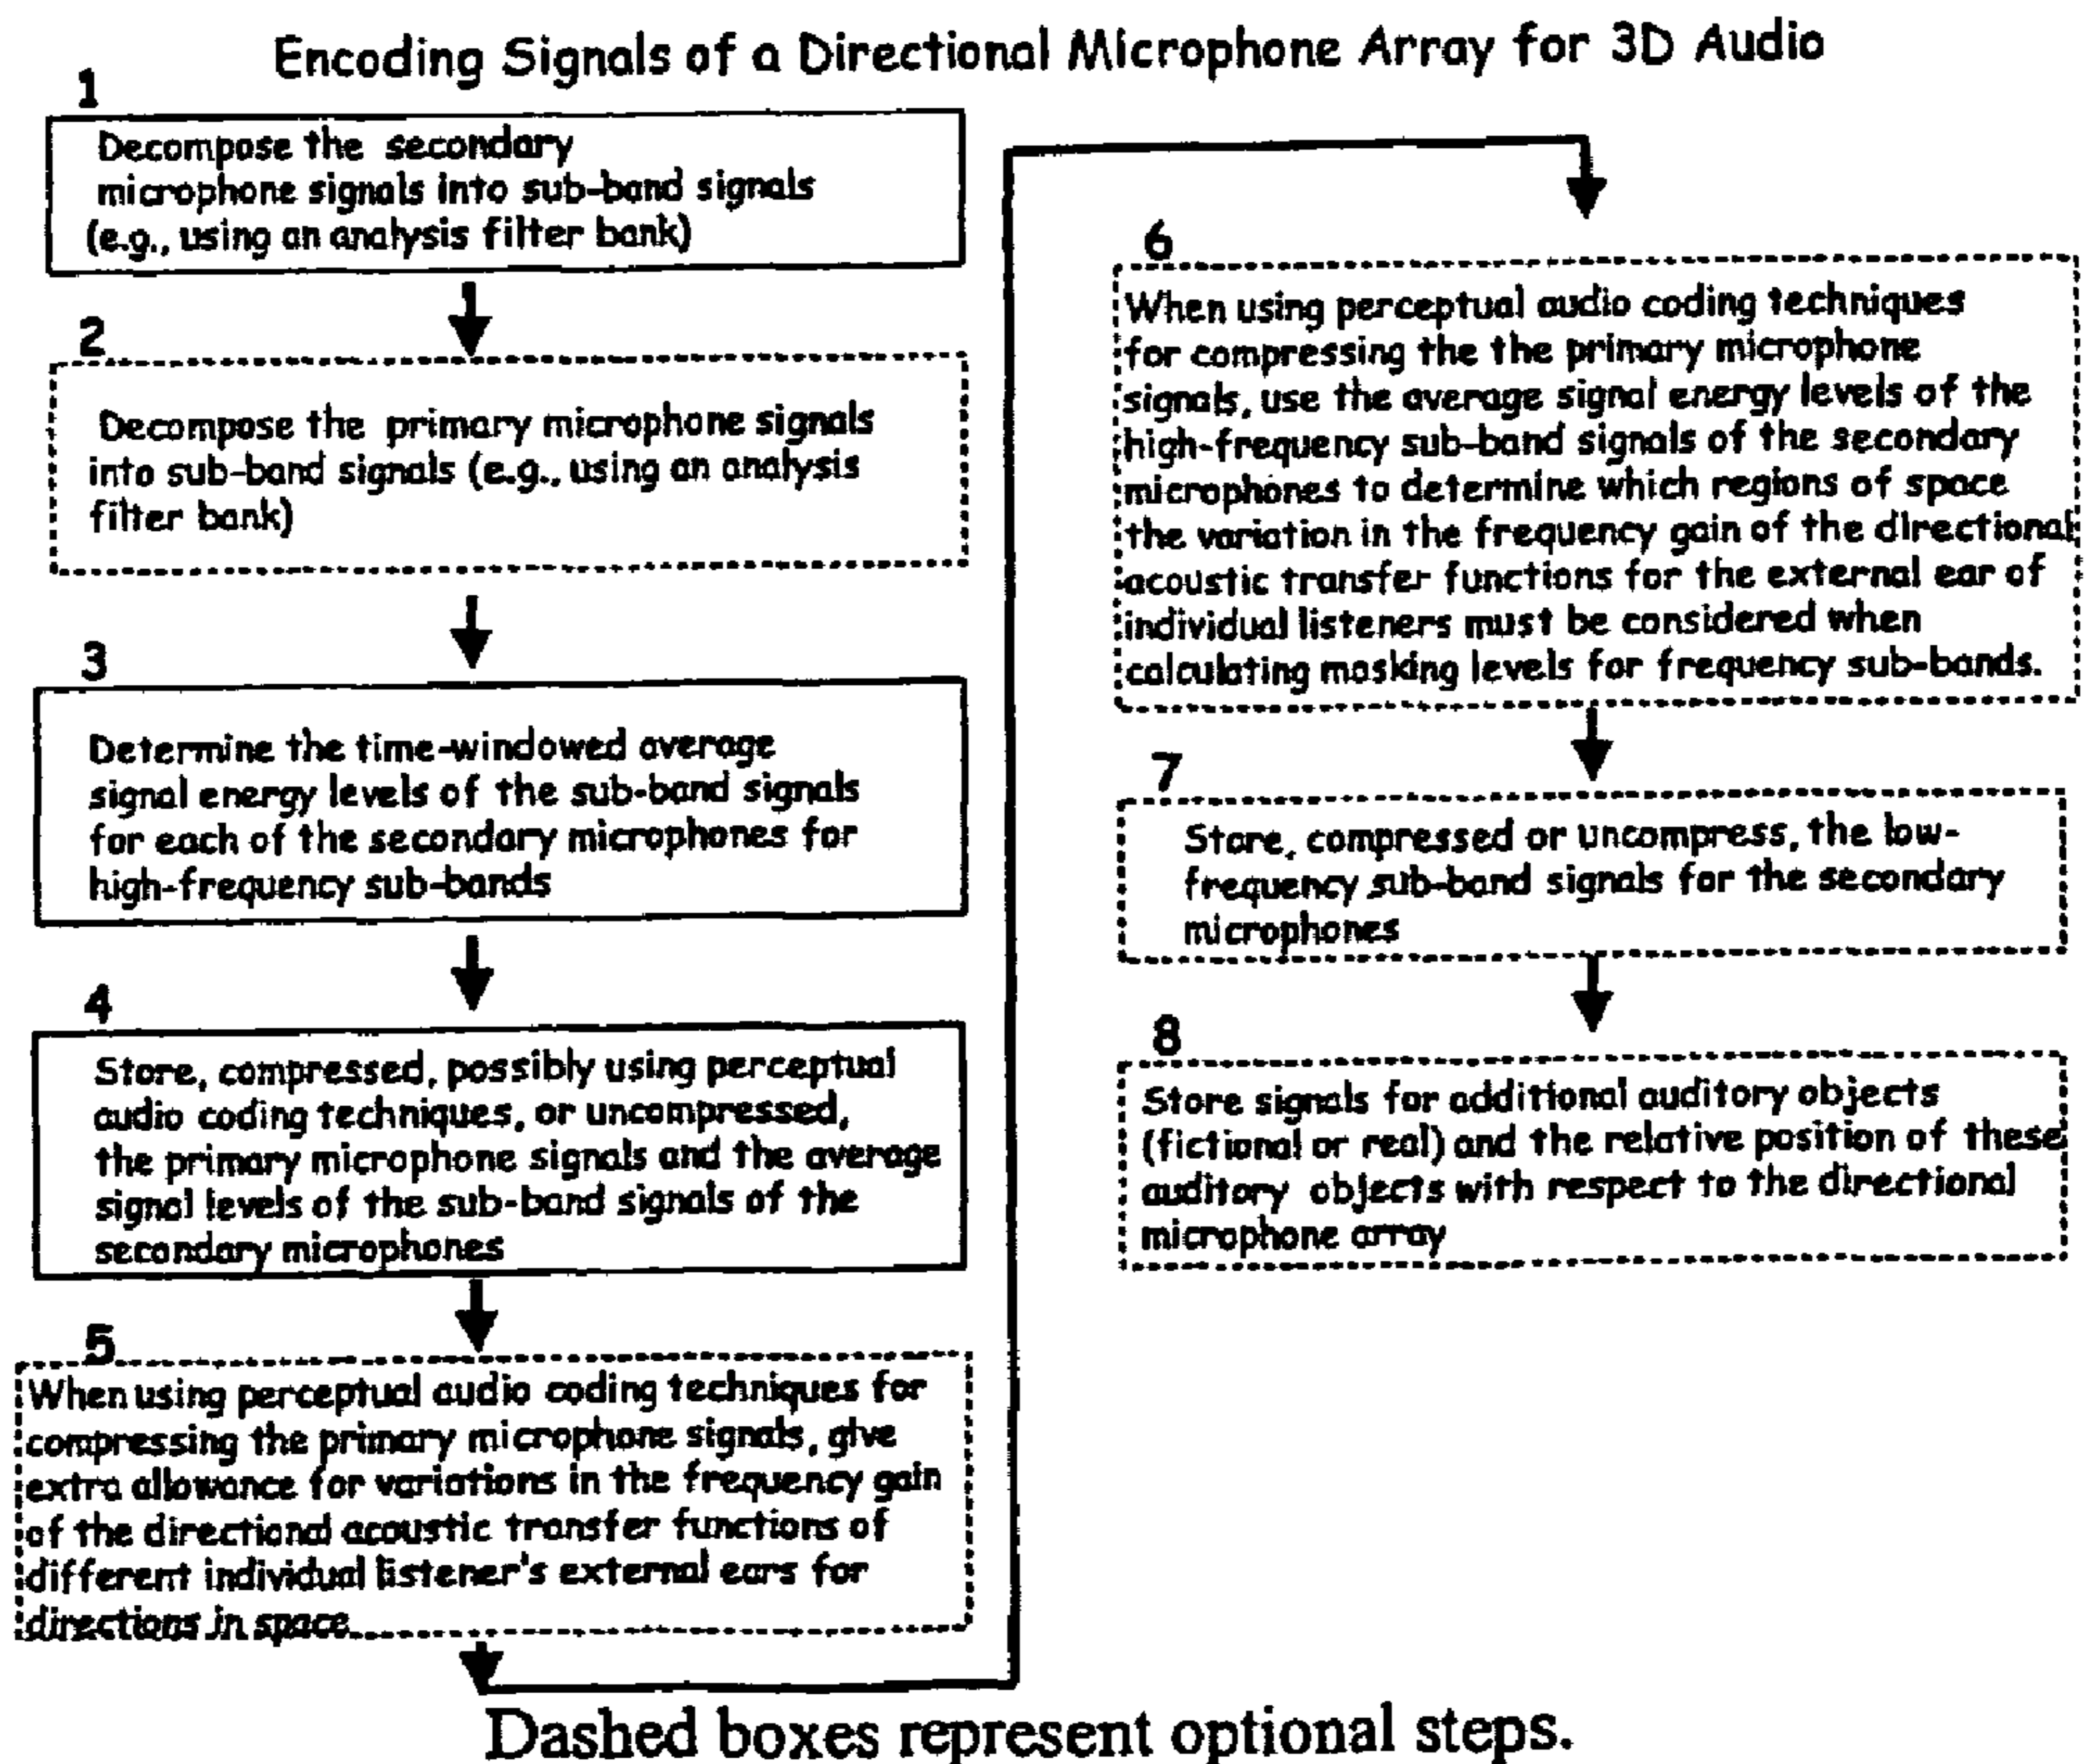 Encoding Signals of a Directional Microphone Array for 3D Audio
1
Decompose the secondary
microphone signals into sub-band signals
(e.g., using an analysis filter bank)
2
Decompose the primary microphone signals
into sub-band signals (e.g., using an analysis
filter bank)
3
Determine the time-windowed average
signal energy levels of the sub-band signals
for each of the secondary microphones for
high-frequency sub-bands
4
Store, compressed, possibly using perceptual
audio coding techniques, or uncompressed,
the primary microphone signals and the average
signal levels of the sub-band signals of the
secondary microphones
5
When using perceptual audio coding techniques for
compressing the primary microphone signals, give
extra allowance for variations in the frequency gain
of the directional acoustic transfer functions of
different individual listener's external ears for
directions in space
6
When using perceptual audio coding techniques
for compressing the the primary microphone
signals, use the average signal energy levels of the
high-frequency sub-band signals of the secondary
microphones to determine which regions of space
the variation in the frequency gain of the directional
acoustic transfer functions for the external ear of
individual listeners must be considered when
calculating masking levels for frequency sub-bands.
7
Store, compressed or uncompress, the low-
frequency sub-band signals for the secondary
microphones
8
Store signals for additional auditory objects
(fictional or real) and the relative position of these
auditory objects with respect to the directional
microphone array
Dashed boxes represent optional steps.